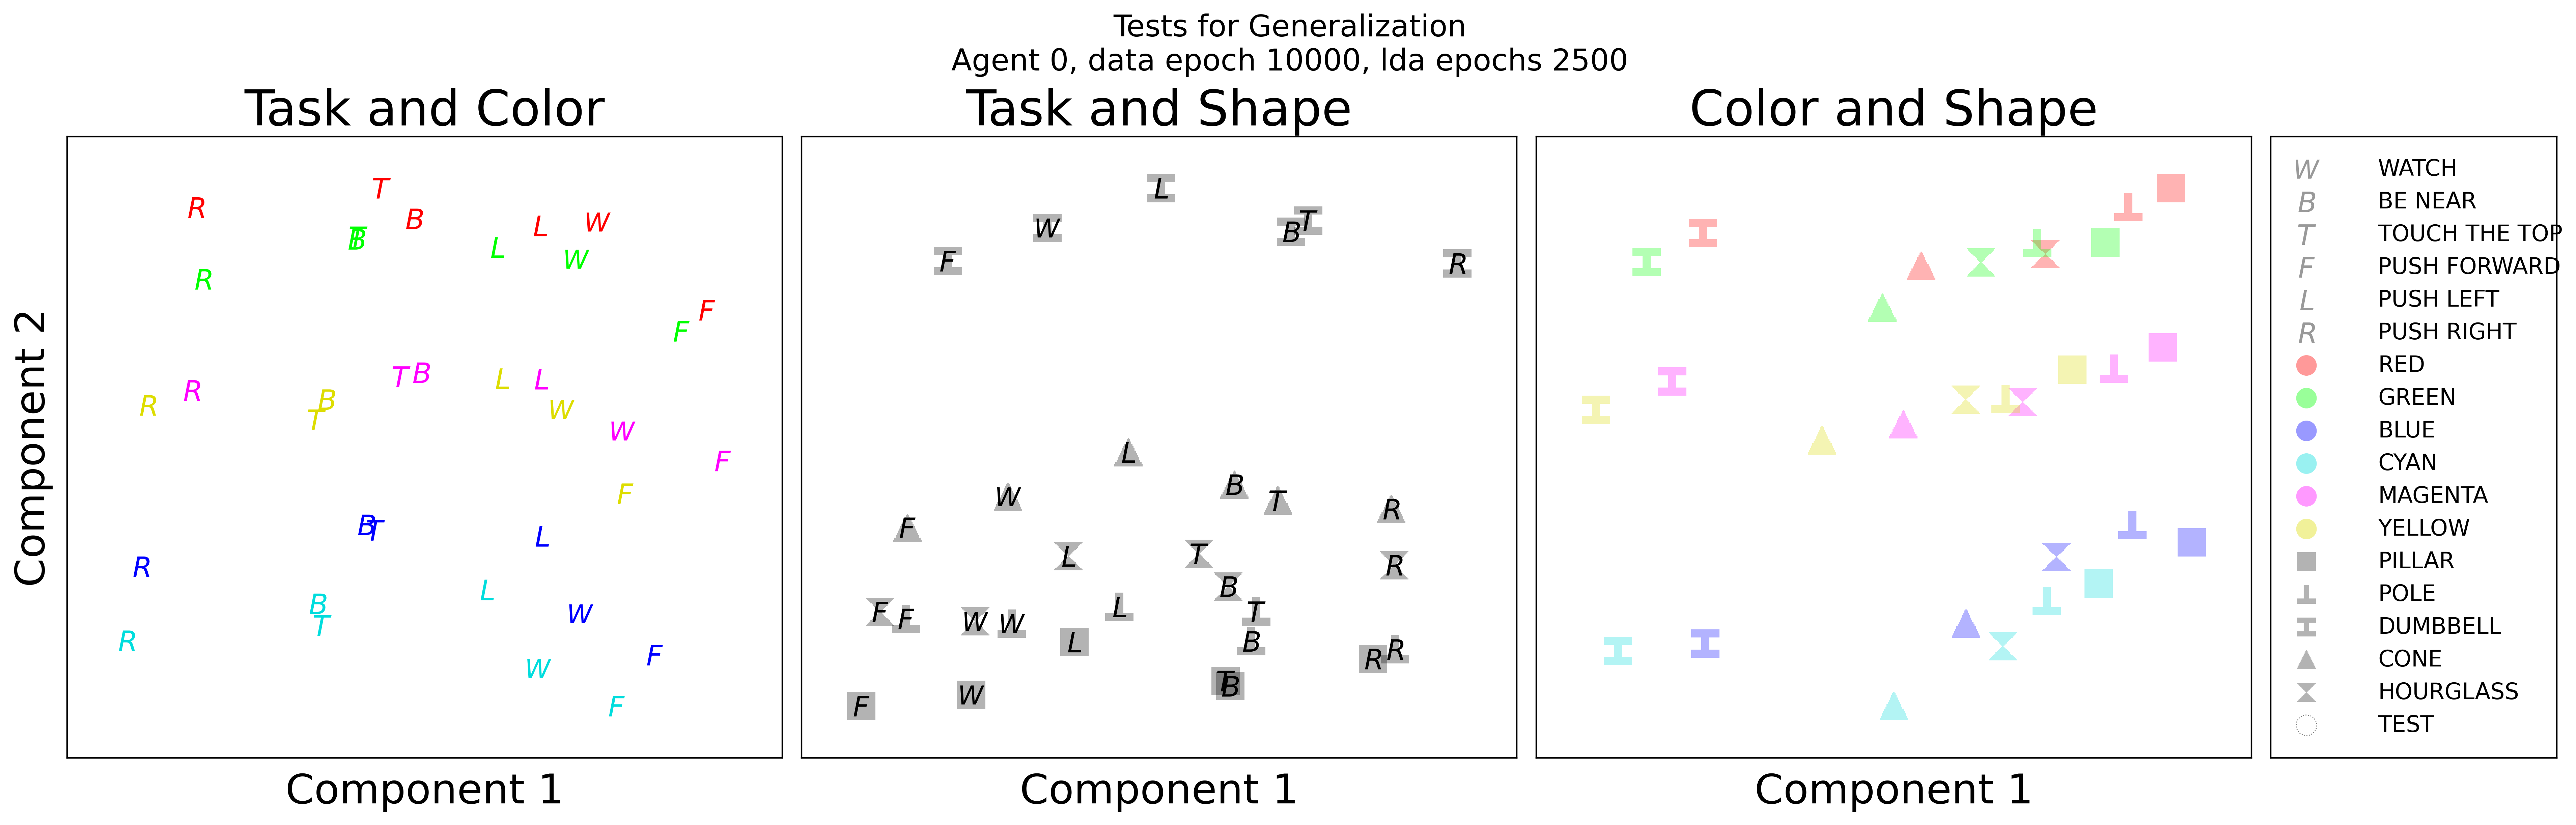 Tests for Generalization
Agent 0, data epoch 10000, lda epochs 2500
Task and Color
Task and Shape
Color and Shape
Component 2
R
T
B
L
W
T
B
L
W
R
F
F
T
B
L
L
R
R
B
T
W
W
F
F
B
T
L
R
B
T
L
W
R
F
W
F
L
W
T
B
F
R
L
B
W
T
R
F
L
T
R
B
F
F
W
W
L
T
L
B
R
R
T
B
W
F
Component 1
Component 1
Component 1
W WATCH
B BE NEAR
T TOUCH THE TOP
F PUSH FORWARD
L PUSH LEFT
R PUSH RIGHT
RED
GREEN
BLUE
CYAN
MAGENTA
YELLOW
PILLAR
POLE
DUMBBELL
CONE
HOURGLASS
TEST